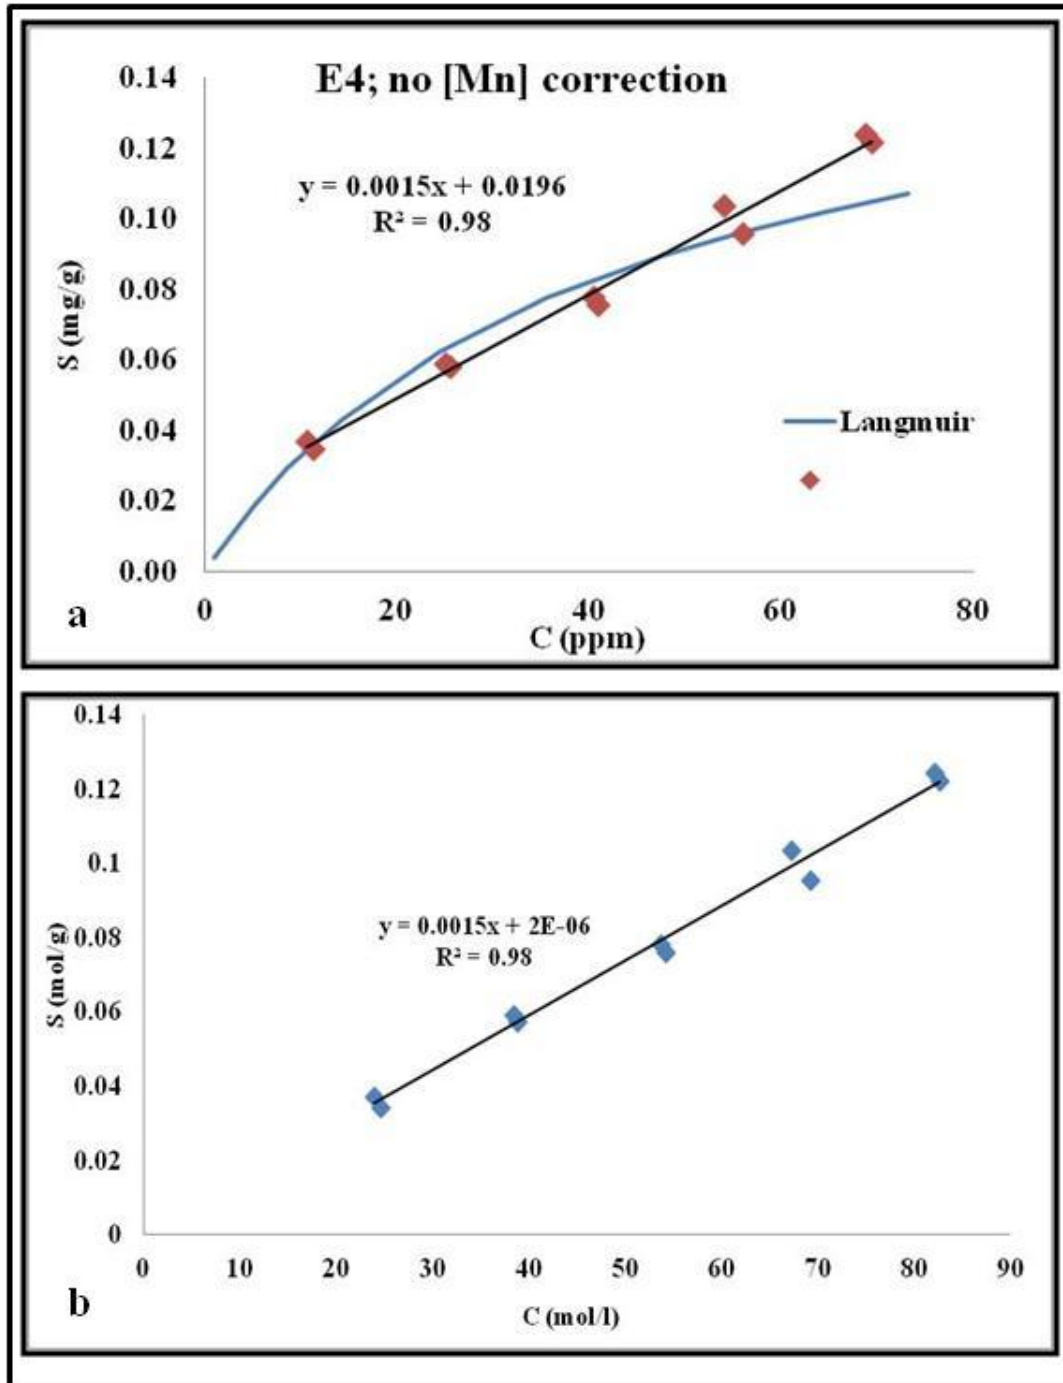 E4; no [Mn] correction
0.14
0.12
0.10
0.08
0.06
0.04
0.02
0.00
S (mg/g)
y = 0.0015x + 0.0196
R² = 0.98
Langmuir
0 20 40 60 80
C (ppm)
a
0.14
0.12
0.1
0.08
0.06
0.04
0.02
0
S (mol/g)
y = 0.0015x + 2E-06
R² = 0.98
0 10 20 30 40 50 60 70 80 90
C (mol/l)
b